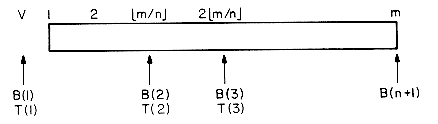 V 1 2 ⌊m/n⌋ 2⌊m/n⌋ m
B(1) B(2) B(3) B(n+1)
T(1) T(2) T(3)